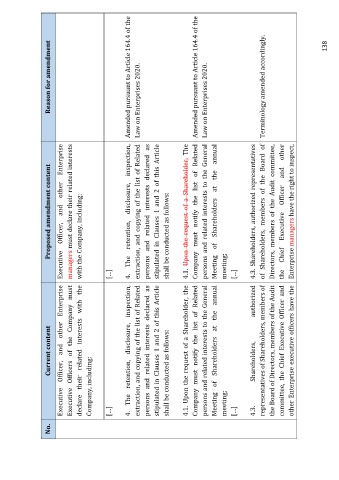 No.
Current content
Proposed amendment content
Reason for amendment
Executive Officer, and other Enterprise
Executive Officers of the Company must
declare their related interests with the
Company, including:
Executive Officer, and other Enterprise
managers must declare their related interests
with the Company, including:
[...]
4. The retention, disclosure, inspection,
extraction, and copying of the list of Related
persons and related interests declared as
stipulated in Clauses 1 and 2 of this Article
shall be conducted as follows:
[...]
4. The retention, disclosure, inspection,
extraction, and copying of the list of Related
persons and related interests declared as
stipulated in Clauses 1 and 2 of this Article
shall be conducted as follows:
Amended pursuant to Article 164.4 of the
Law on Enterprises 2020.
4.1. Upon the request of a Shareholder, the
Company must notify the list of Related
persons and related interests to the General
Meeting of Shareholders at the annual
meeting;
[...]
4.1. Upon the request of a Shareholder, The
Company must notify the list of Related
persons and related interests to the General
Meeting of Shareholders at the annual
meeting;
[...]
Amended pursuant to Article 164.4 of the
Law on Enterprises 2020.
4.3. Shareholders, authorized
representatives of Shareholders, members of
the Board of Directors, members of the Audit
committee, the Chief Executive Officer and
other Enterprise executive officers have the
4.3. Shareholders, authorized representatives
of Shareholders, members of the Board of
Directors, members of the Audit committee,
the Chief Executive Officer and other
Enterprise managers have the right to inspect,
Terminology amended accordingly.
138